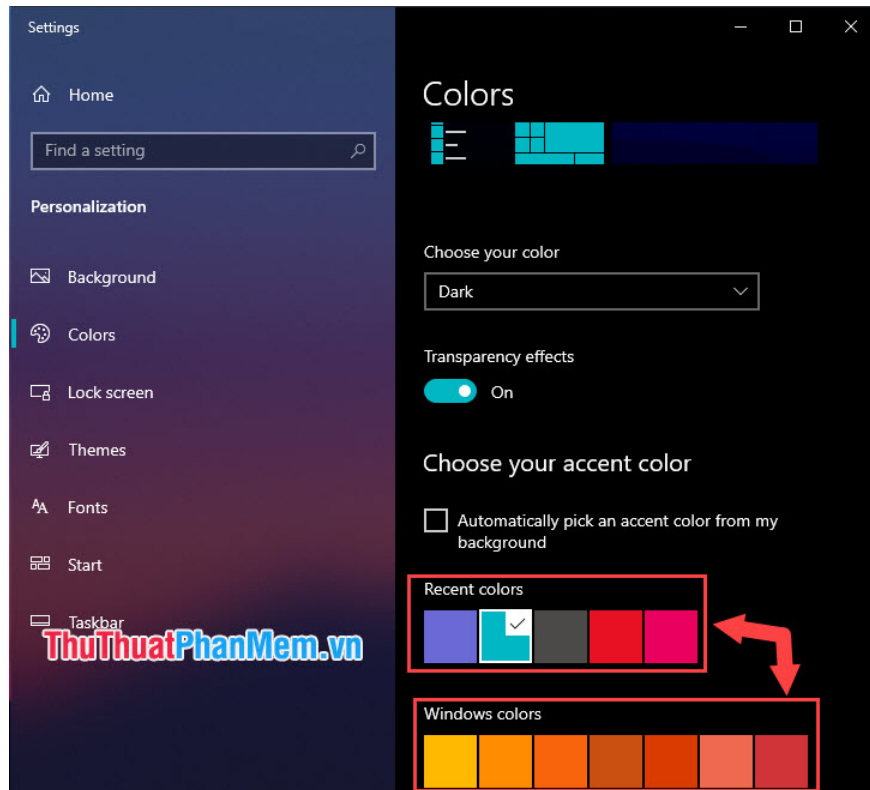 Settings
Home
Find a setting
Personalization
Background
Colors
Lock screen
Themes
Fonts
Start
Taskbar
ThuThuatPhanMem.vn
Colors
Choose your color
Dark
Transparency effects
On
Choose your accent color
Automatically pick an accent color from my
background
Recent colors
Windows colors